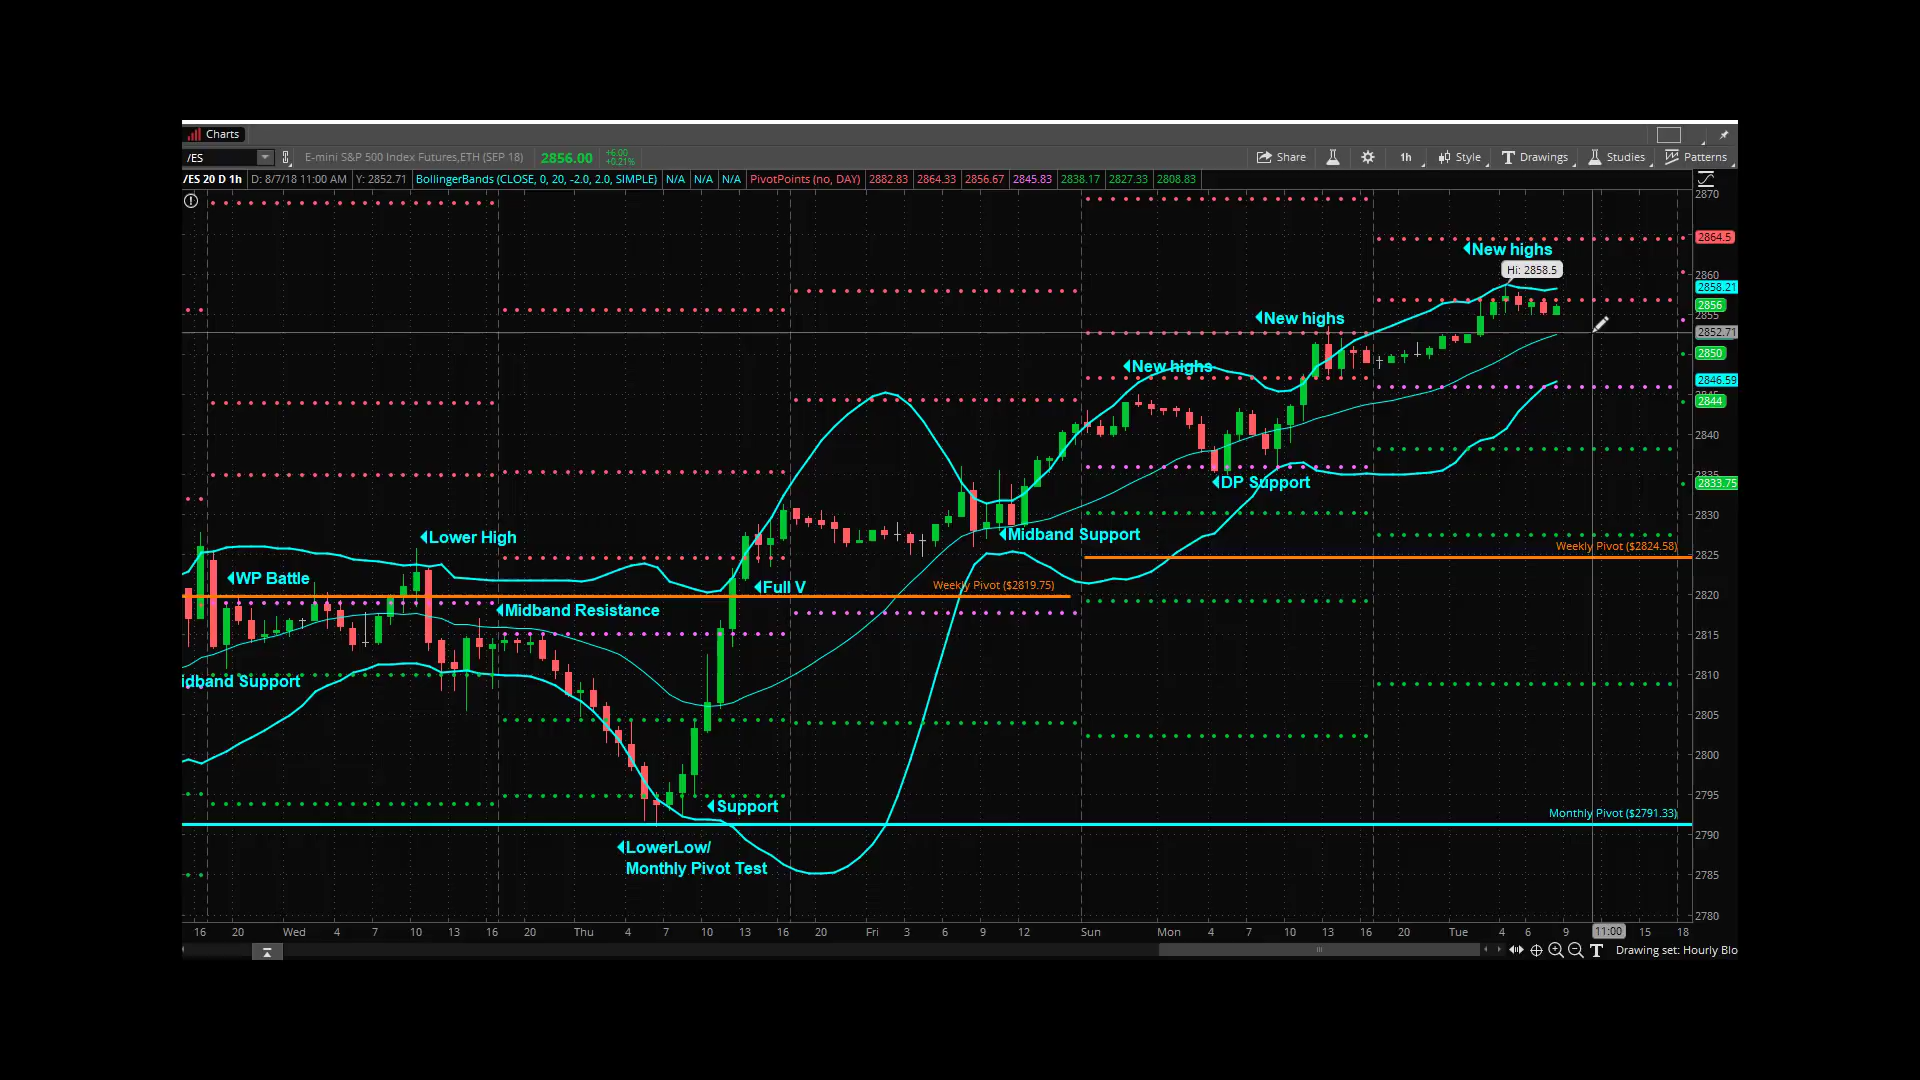 Charts
/ES
E-mini S&P 500 Index Futures,ETH (SEP 18)
2856.00
+6.00
+0.21%
Share
1h
Style
Drawings
Studies
Patterns
/ES 20 D 1h
D: 8/7/18 11:00 AM
Y: 2852.71
BollingerBands (CLOSE, 0, 20, -2.0, 2.0, SIMPLE)
N/A
N/A
N/A
PivotPoints (no, DAY)
2882.83
2864.33
2856.67
2845.83
2838.17
2827.33
2808.83
2870
2864.5
New highs
Hi: 2858.5
2860
2858.21
2856
2855
New highs
2852.71
2850
New highs
2846.59
2844
2840
2835
DP Support
2833.75
2830
Midband Support
Lower High
Weekly Pivot ($2824.58)
2825
WP Battle
Full V
Weekly Pivot ($2819.75)
2820
Midband Resistance
2815
idband Support
2810
2805
2800
2795
Support
Monthly Pivot ($2791.33)
2790
LowerLow/
Monthly Pivot Test
2785
2780
16 20 Wed 4 7 10 13 16 20 Thu 4 7 10 13 16 20 Fri 3 6 9 12 Sun Mon 4 7 10 13 16 20 Tue 4 6 9 11:00 15 18
Drawing set: Hourly Blo